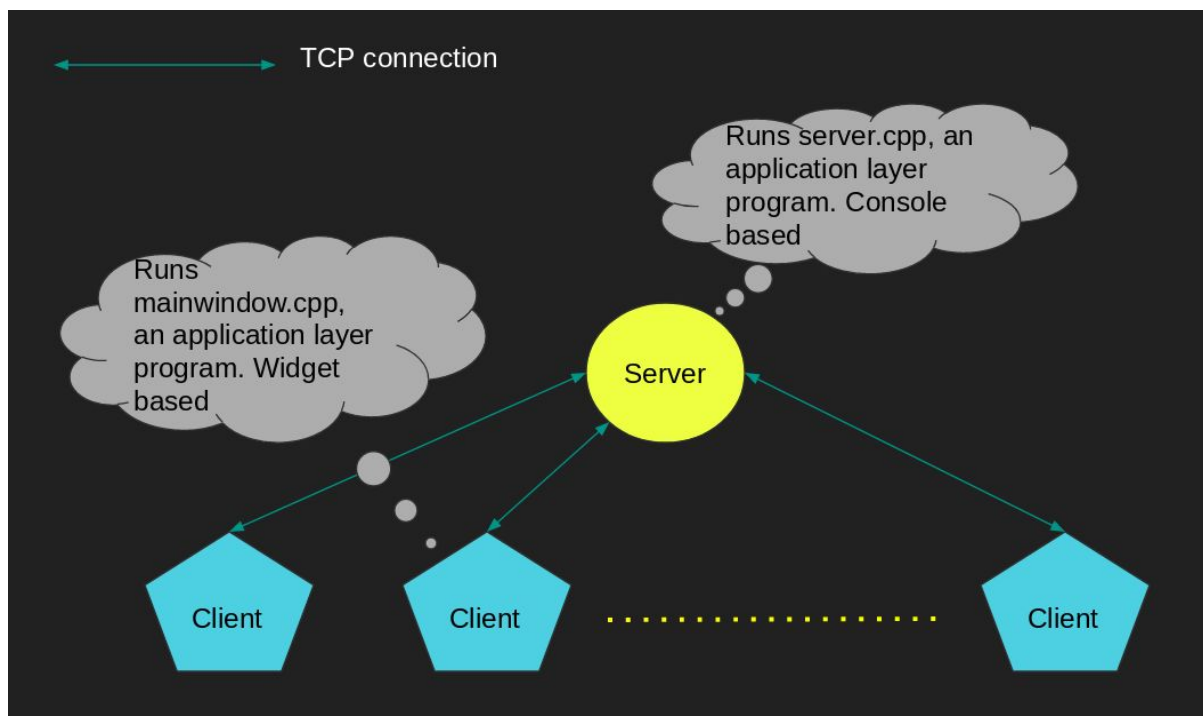 TCP connection
Runs server.cpp, an
application layer
program. Console
based
Runs
mainwindow.cpp,
an application layer
program. Widget
based
Server
Client
Client
Client